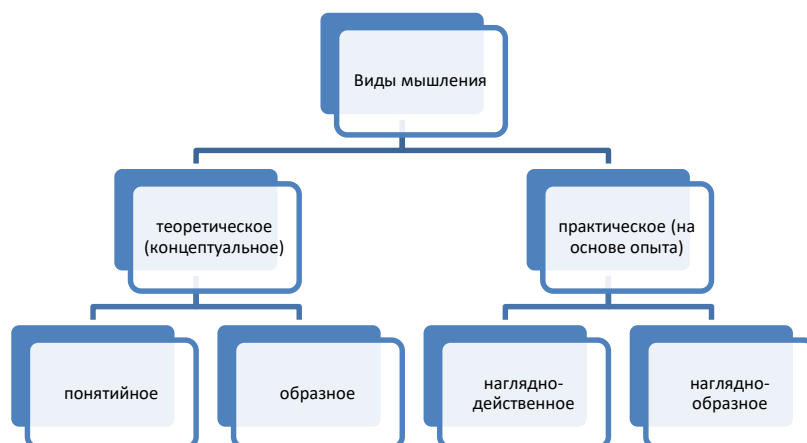 Виды мышления
теоретическое
(концептуальное)
практическое (на
основе опыта)
понятийное
образное
наглядно-
действенное
наглядно-
образное